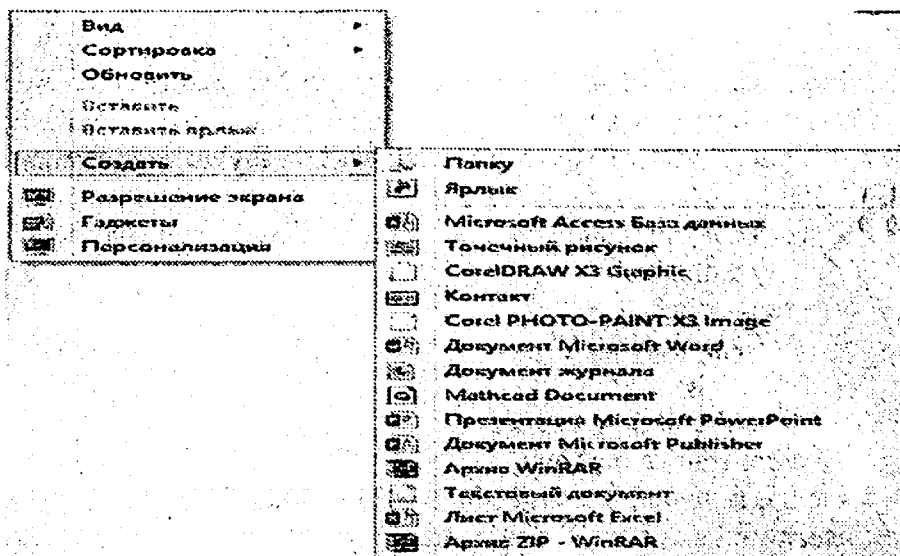 Вид
Сортировка
Обновить
Вставить
Вставить ярлык
Создать
Разрешение экрана
Гаджеты
Персонализация
Папку
Ярлык
Microsoft Access База данных
Точечный рисунок
CorelDRAW X3 Graphic
Контакт
Corel PHOTO-PAINT X3 Image
Документ Microsoft Word
Документ журнала
Mathcad Document
Презентация Microsoft PowerPoint
Документ Microsoft Publisher
Архив WinRAR
Текстовый документ
Лист Microsoft Excel
Архив ZIP - WinRAR